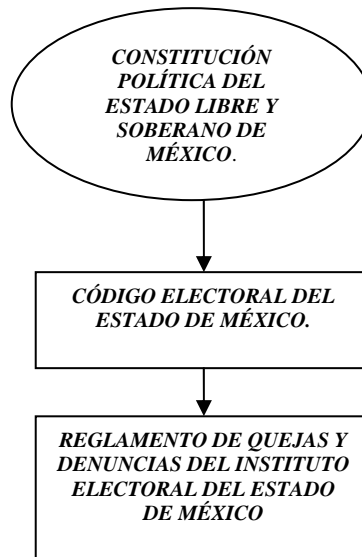 CONSTITUCIÓN
POLÍTICA DEL
ESTADO LIBRE Y
SOBERANO DE
MÉXICO.
CÓDIGO ELECTORAL DEL
ESTADO DE MÉXICO.
REGLAMENTO DE QUEJAS Y
DENUNCIAS DEL INSTITUTO
ELECTORAL DEL ESTADO
DE MÉXICO